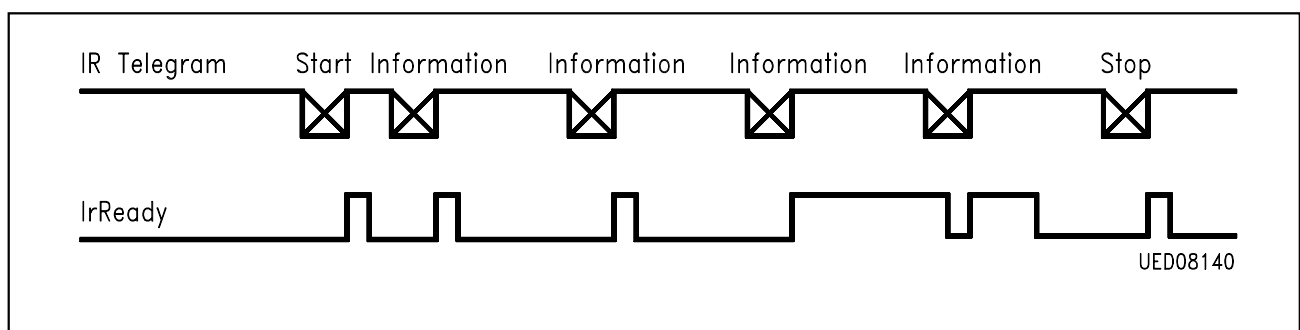 IR Telegram Start Information Information Information Information Stop
IrReady
UED08140